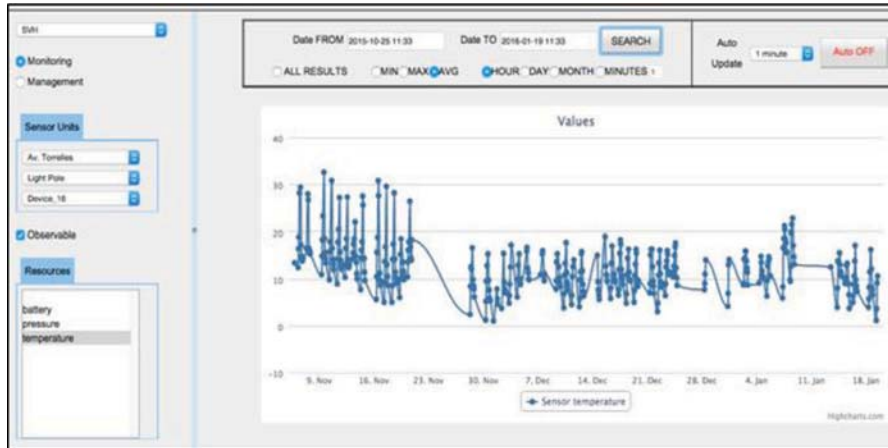 SVH
Monitoring
Management
Sensor Units
Av. Torrelles
Light Pole
Device_16
Observable
Resources
battery
pressure
temperature
Date FROM 2015-10-25 11:33 Date TO 2016-01-19 11:33 SEARCH
ALL RESULTS MIN MAX AVG HOUR DAY MONTH MINUTES 1
Auto Update 1 minute Auto OFF
Values
40
30
20
10
0
-10
9. Nov 16. Nov 23. Nov 30. Nov 7. Dec 14. Dec 21. Dec 28. Dec 4. Jan 11. Jan 18. Jan
Sensor temperature
Highcharts.com